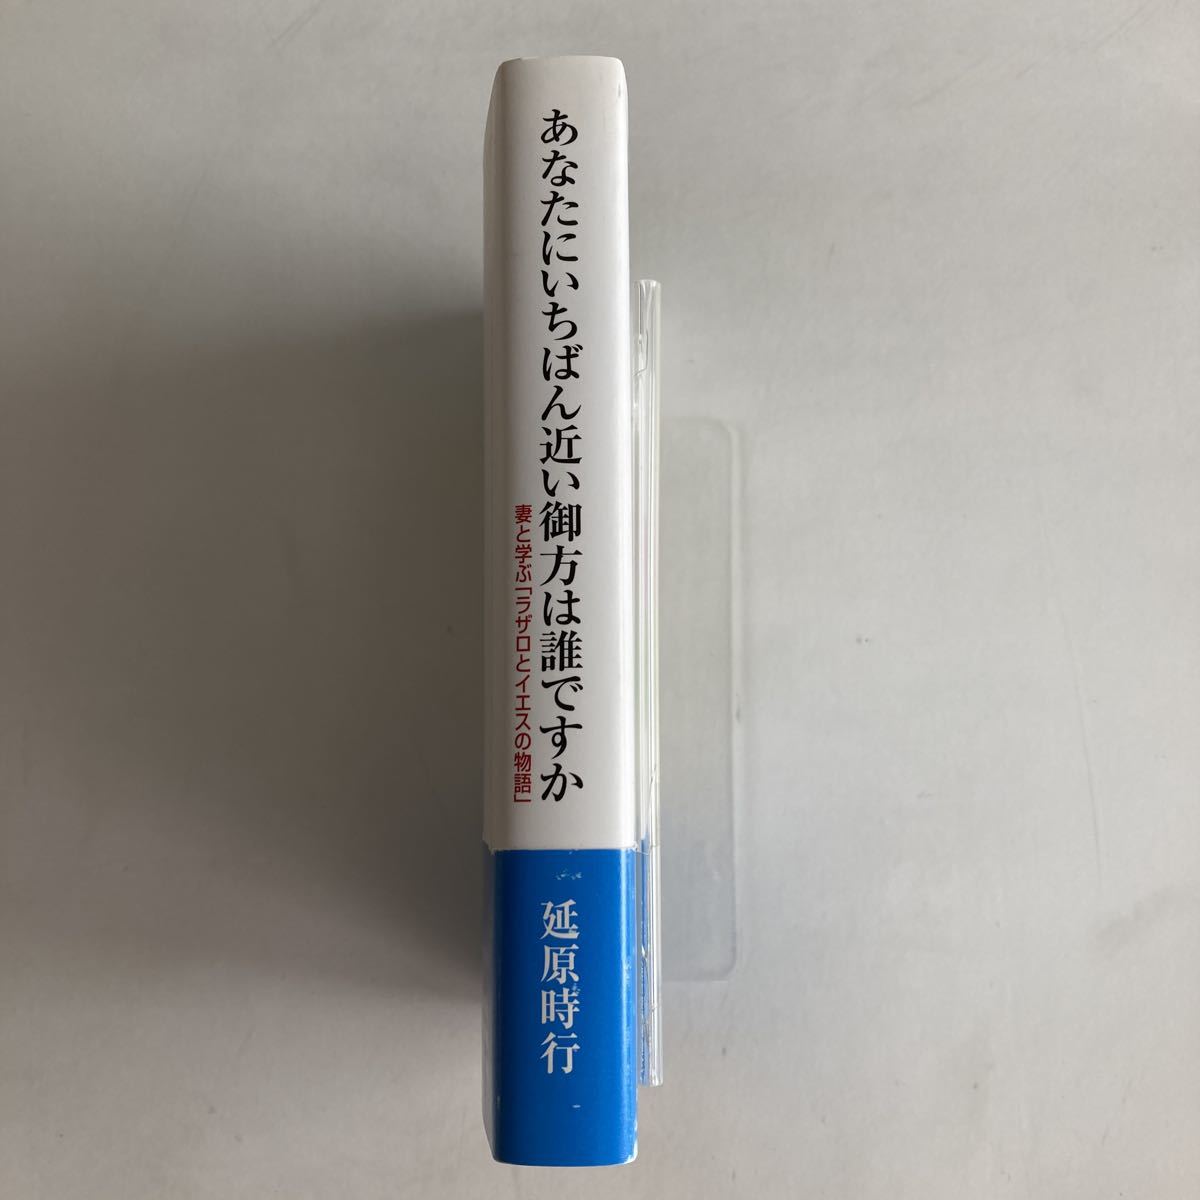 あなたにいちばん近い御方は誰ですか
妻と学ぶ「ラザロとイエスの物語」
延原時行